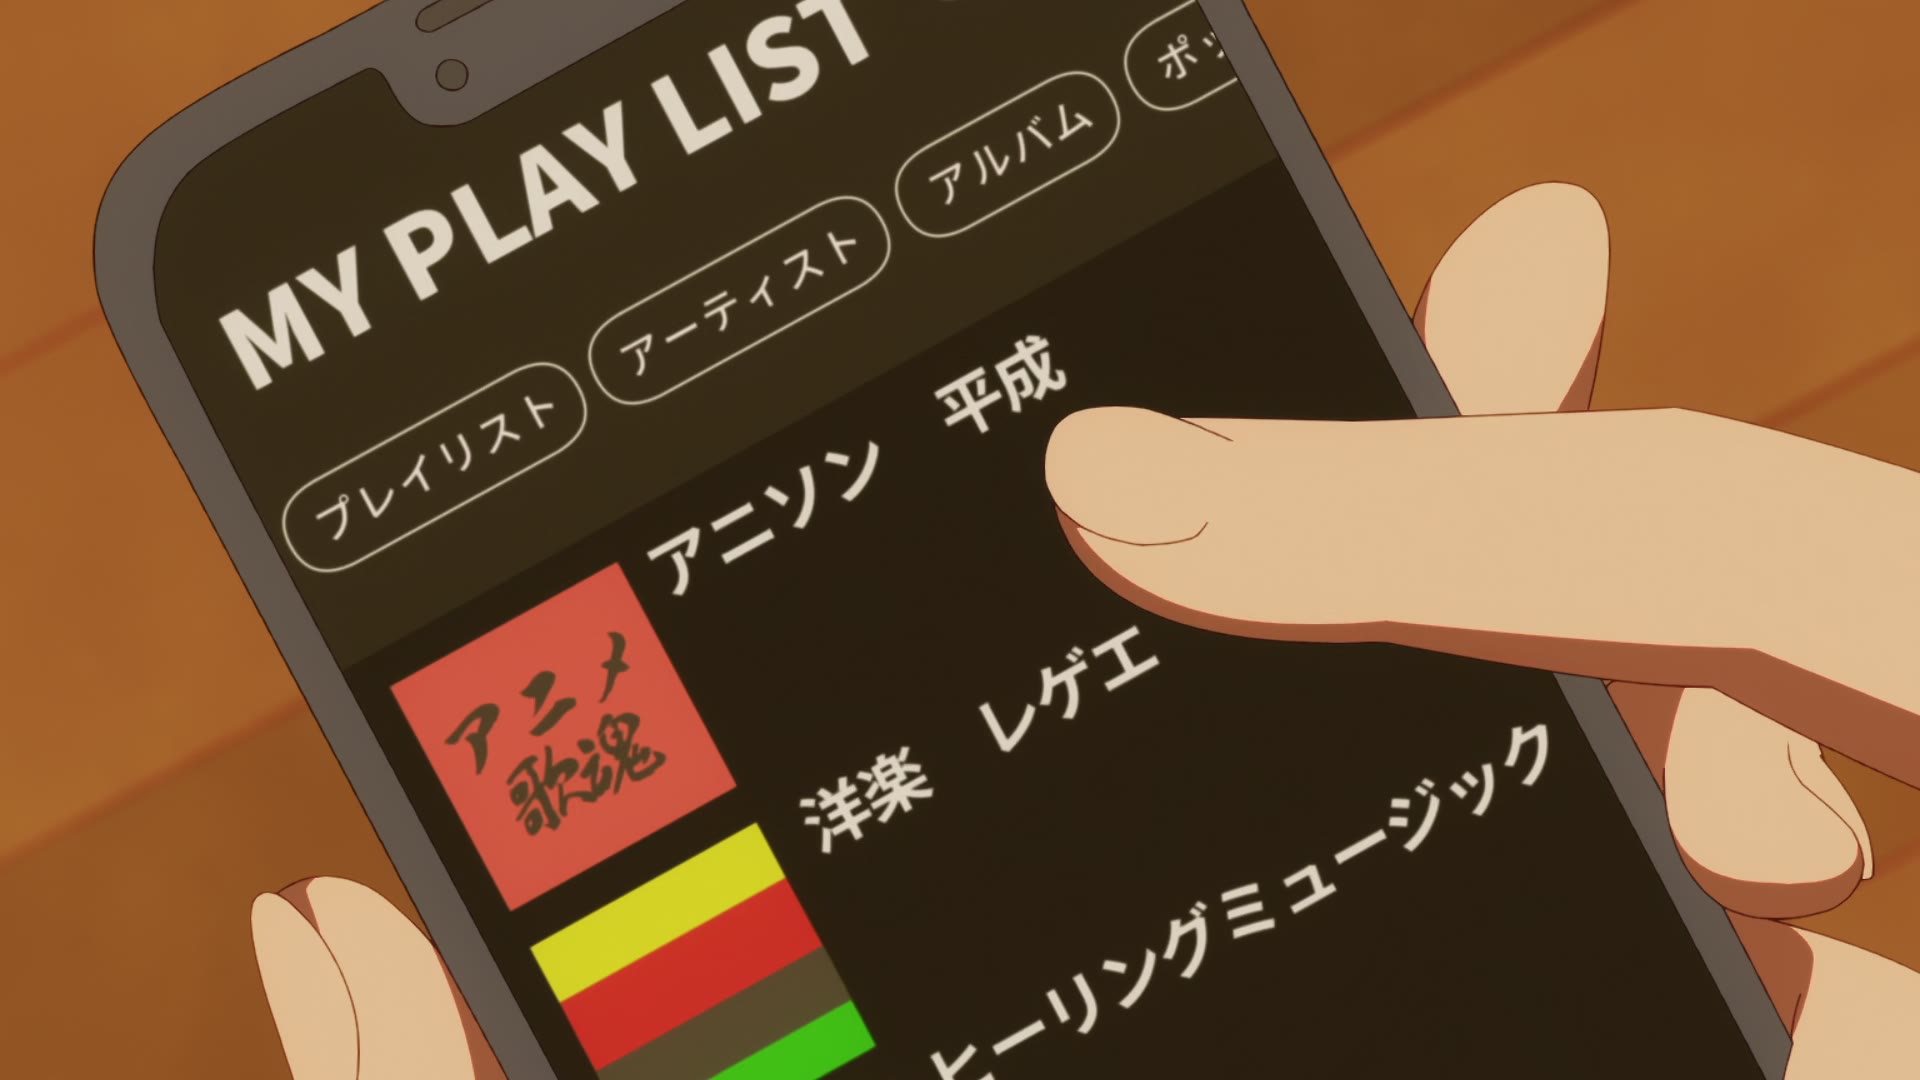 MY PLAY LIST
プレイリスト
アーティスト
アルバム
ポッ
アニソン 平成
アニメ
歌魂
洋楽 レゲエ
ヒーリングミュージック